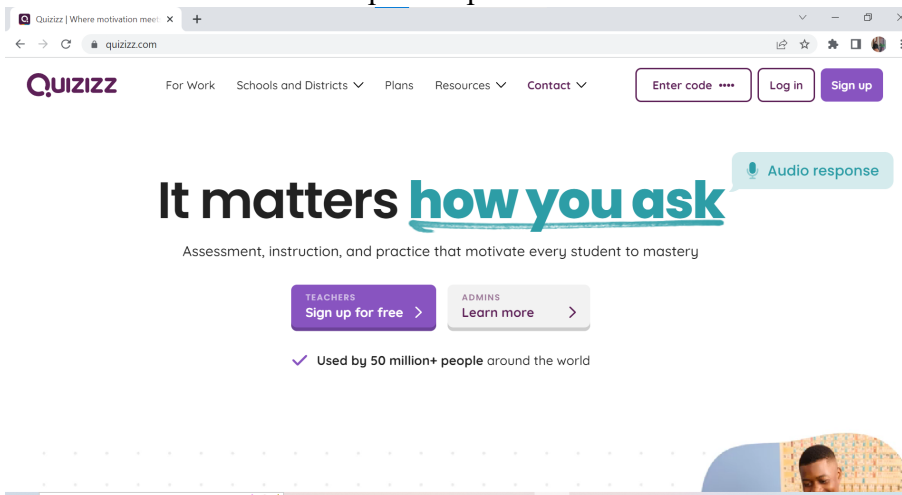 Quizizz | Where motivation meet
quizizz.com
QUIZIZZ For Work Schools and Districts Plans Resources Contact Enter code •••• Log in Sign up
Audio response
It matters how you ask
Assessment, instruction, and practice that motivate every student to mastery
TEACHERS
Sign up for free
ADMINS
Learn more
Used by 50 million+ people around the world